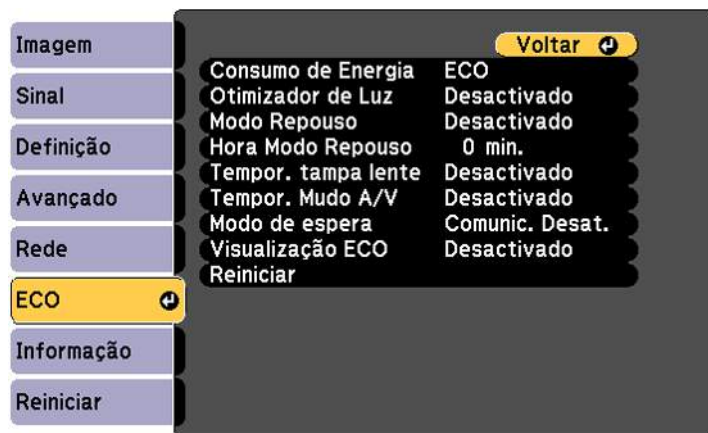 Imagem
Sinal
Definição
Avançado
Rede
ECO
Informação
Reiniciar
Voltar
Consumo de Energia ECO
Otimizador de Luz Desactivado
Modo Repouso Desactivado
Hora Modo Repouso 0 min.
Tempor. tampa lente Desactivado
Tempor. Mudo A/V Desactivado
Modo de espera Comunic. Desat.
Visualização ECO Desactivado
Reiniciar